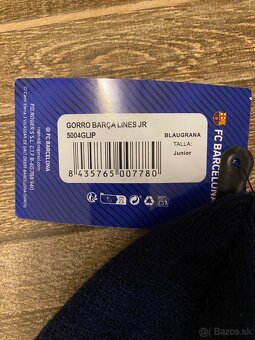 GORRO BARÇA LINES JR
5004GLIP
BLAUGRANA
TALLA:
Junior
8 435765 007780
FC BARCELONA
© FC BARCELONA
Bazos.sk